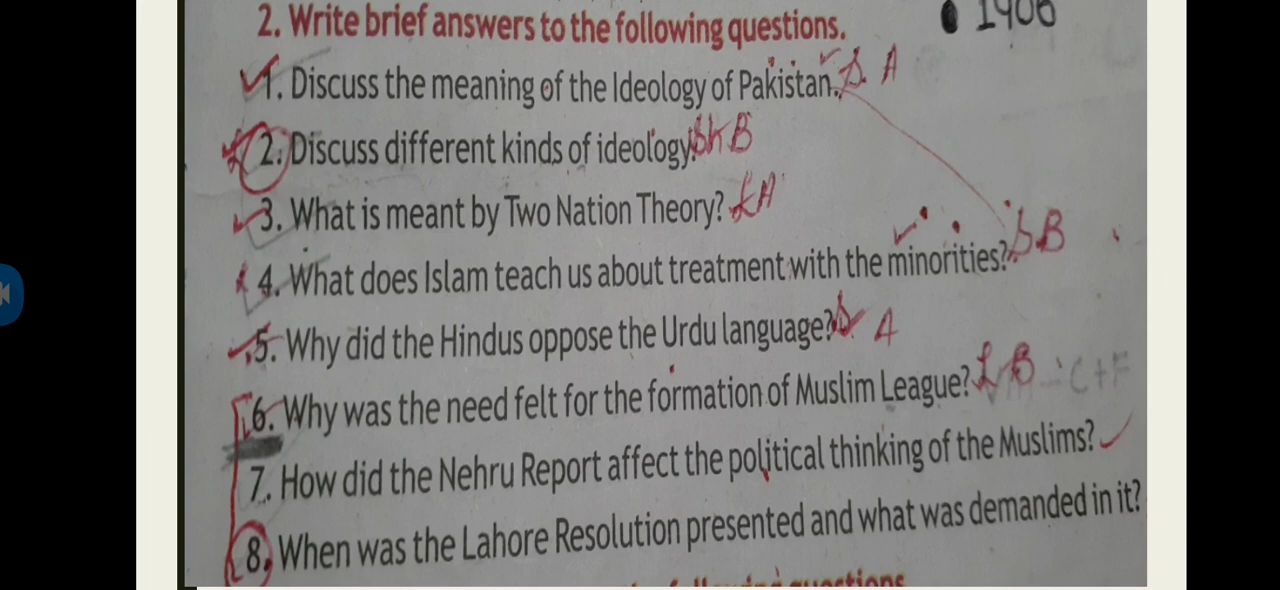 2. Write brief answers to the following questions.
1906
1. Discuss the meaning of the Ideology of Pakistan. A
2. Discuss different kinds of ideology. B
3. What is meant by Two Nation Theory? A
4. What does Islam teach us about treatment with the minorities? B
5. Why did the Hindus oppose the Urdu language? A
6. Why was the need felt for the formation of Muslim League? B C+F
7. How did the Nehru Report affect the political thinking of the Muslims?
8. When was the Lahore Resolution presented and what was demanded in it?
following questions